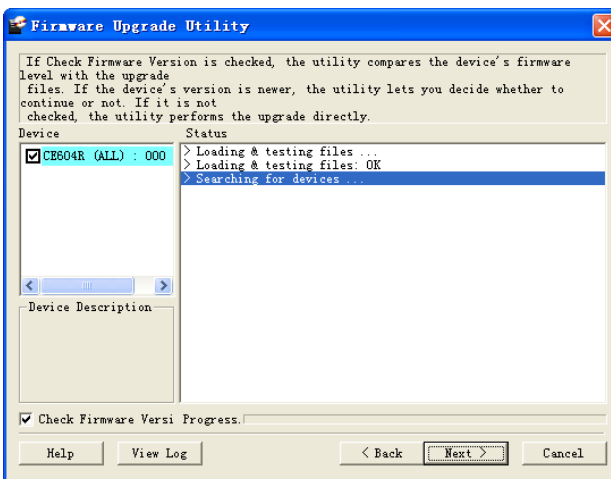 Firmware Upgrade Utility
If Check Firmware Version is checked, the utility compares the device's firmware
level with the upgrade
files. If the device's version is newer, the utility lets you decide whether to
continue or not. If it is not
checked, the utility performs the upgrade directly.
Device
Status
CE604R (ALL) : 000
> Loading & testing files ...
> Loading & testing files: OK
> Searching for devices ...
Device Description
Check Firmware Versi Progress.
Help
View Log
< Back
Next >
Cancel